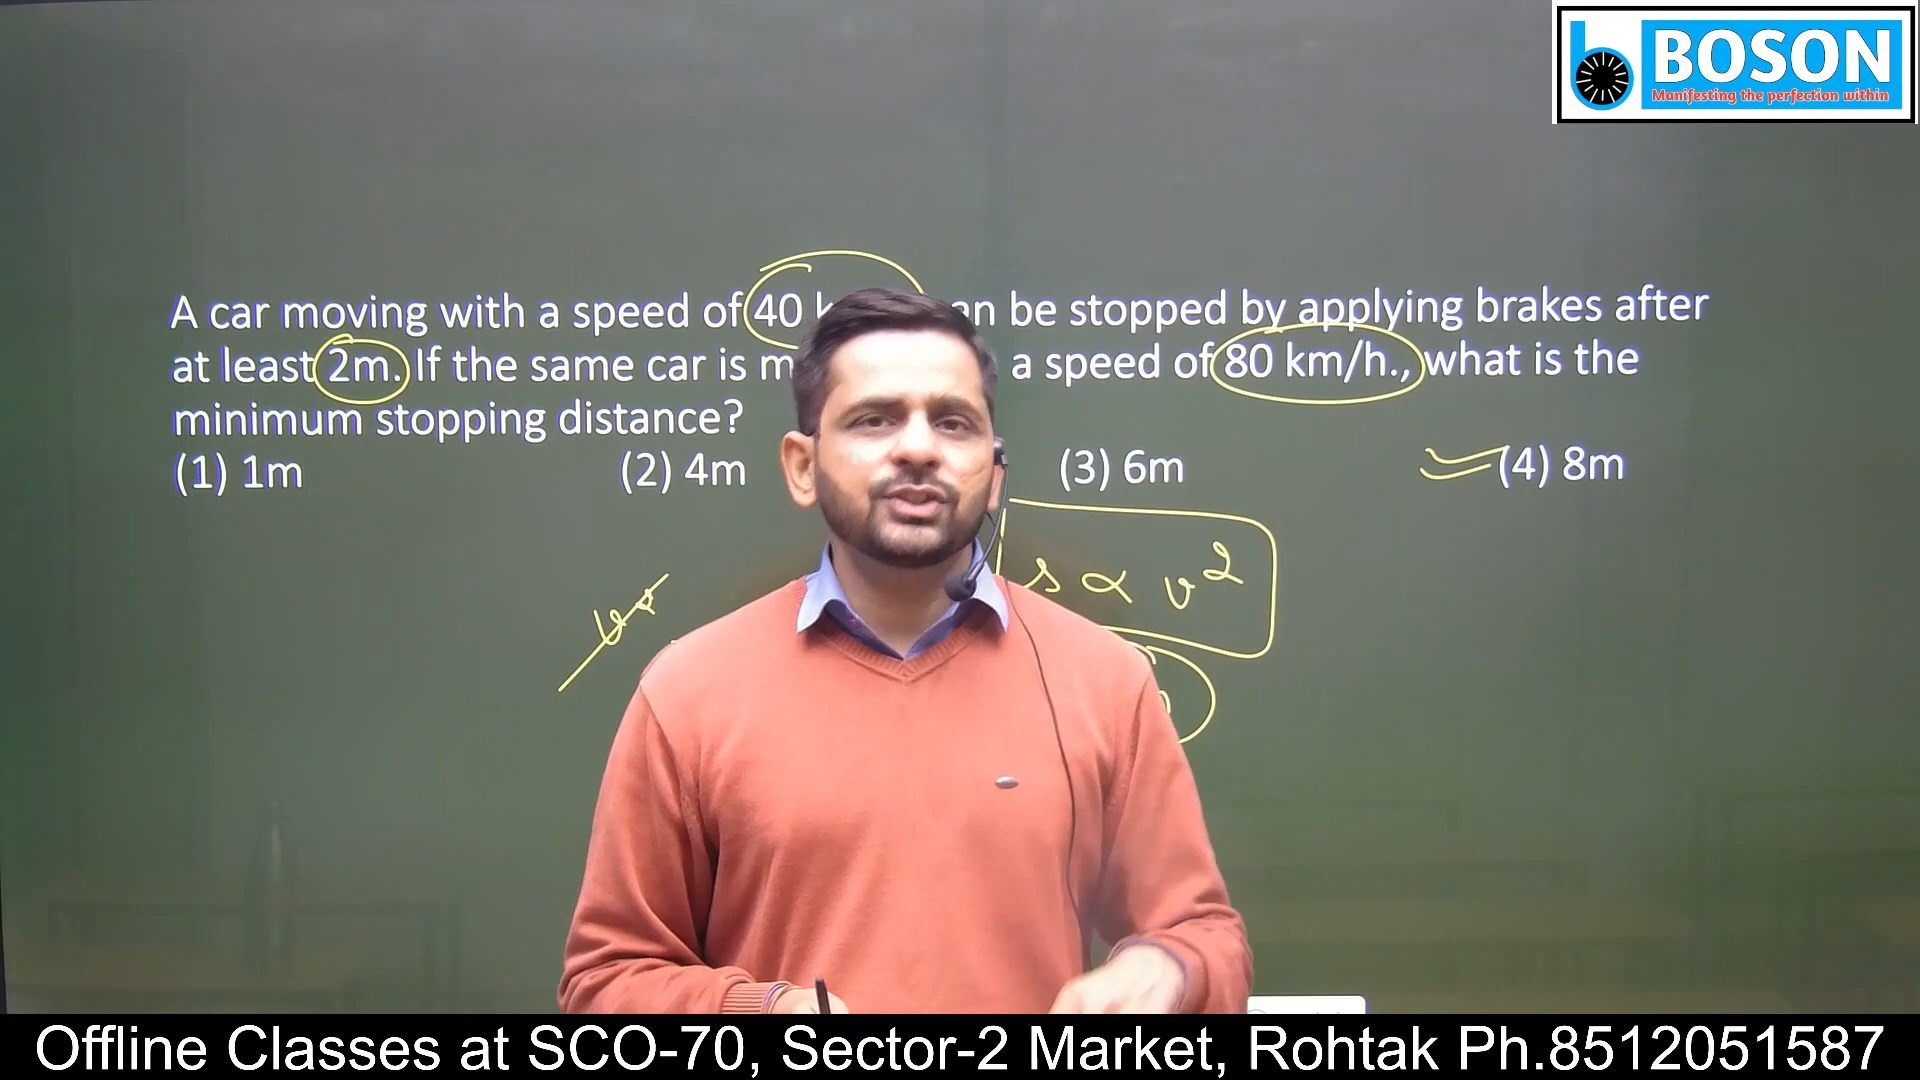 BOSON
Manifesting the perfection within
A car moving with a speed of 40 k an be stopped by applying brakes after
at least 2m. If the same car is m a speed of 80 km/h., what is the
minimum stopping distance?
(1) 1m (2) 4m (3) 6m (4) 8m
s ∝ v²
Offline Classes at SCO-70, Sector-2 Market, Rohtak Ph.8512051587